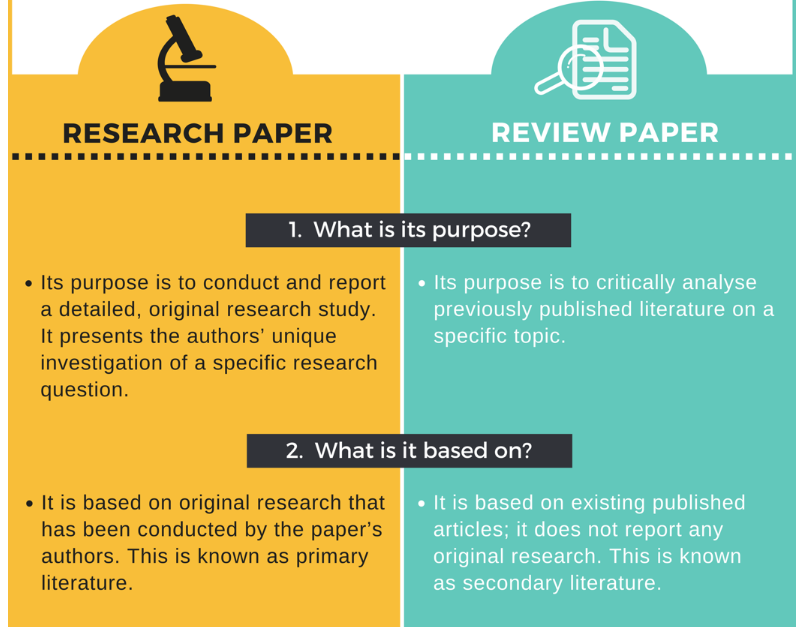 RESEARCH PAPER
REVIEW PAPER
1. What is its purpose?
• Its purpose is to conduct and report
a detailed, original research study.
It presents the authors’ unique
investigation of a specific research
question.
• Its purpose is to critically analyse
previously published literature on a
specific topic.
2. What is it based on?
• It is based on original research that
has been conducted by the paper’s
authors. This is known as primary
literature.
• It is based on existing published
articles; it does not report any
original research. This is known
as secondary literature.